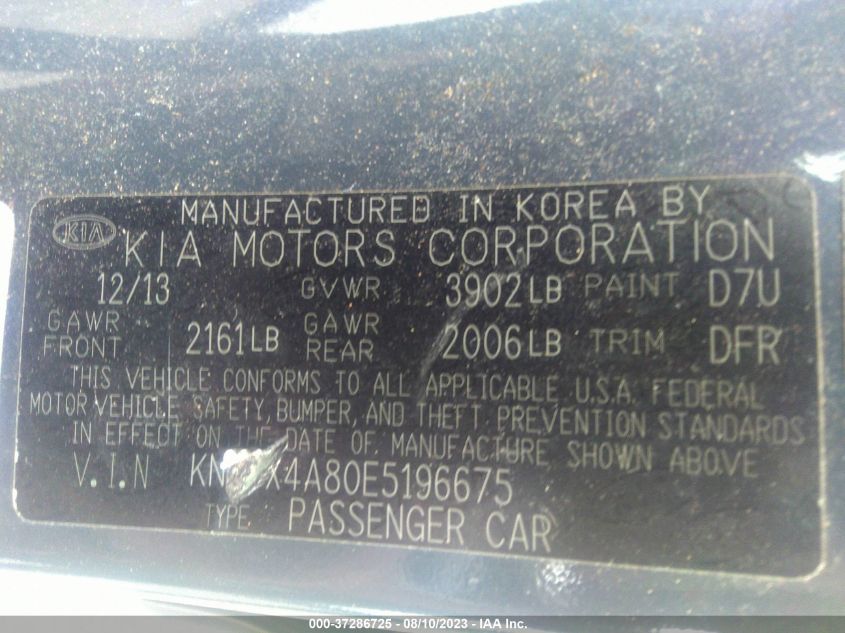 MANUFACTURED IN KOREA BY
KIA KIA MOTORS CORPORATION
12/13 GVWR 3902LB PAINT D7U
GAWR FRONT 2161LB GAWR REAR 2006LB TRIM DFR
THIS VEHICLE CONFORMS TO ALL APPLICABLE U.S.A. FEDERAL
MOTOR VEHICLE SAFETY, BUMPER, AND THEFT PREVENTION STANDARDS
IN EFFECT ON THE DATE OF MANUFACTURE SHOWN ABOVE
V.I.N
TYPE PASSENGER CAR
000-37286725 - 08/10/2023 - IAA Inc.